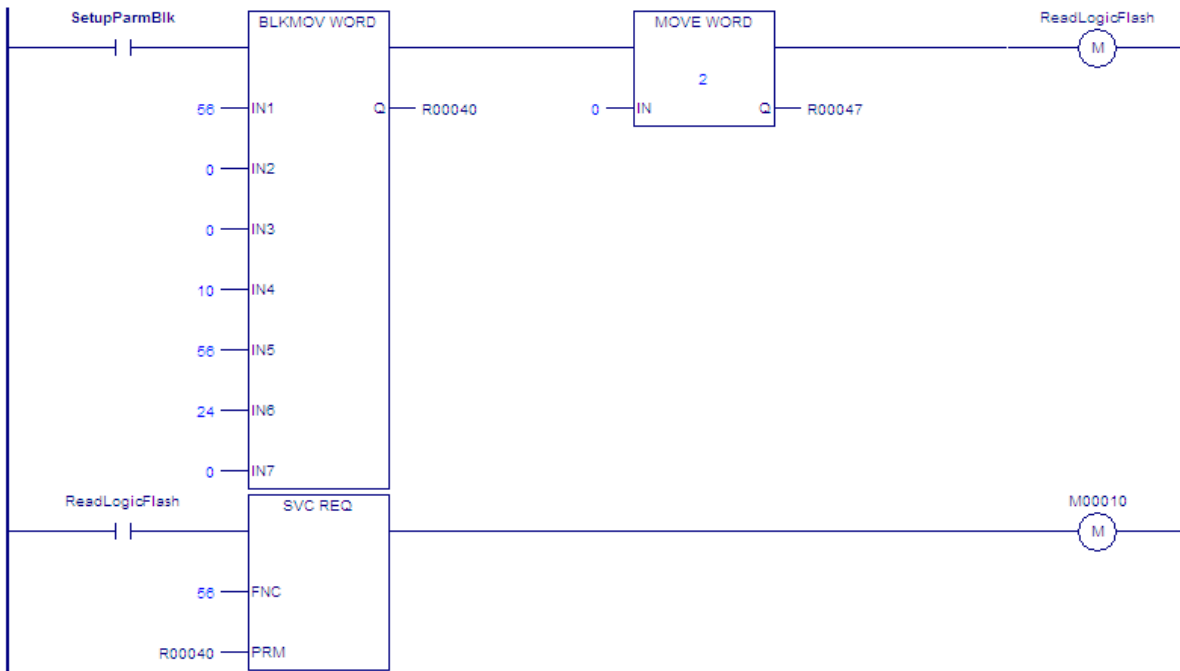 SetupParmBlk BLKMOV WORD MOVE WORD ReadLogicFlash
M
2
56 IN1 Q R00040 0 IN Q R00047
0 IN2
0 IN3
10 IN4
56 IN5
24 IN6
0 IN7
ReadLogicFlash SVC REQ M00010
M
56 FNC
R00040 PRM